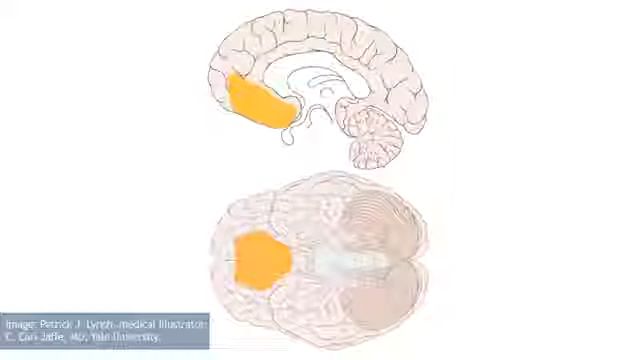 Image: Patrick J. Lynch, medical illustrator;
C. Carl Jaffe, MD, Yale University.